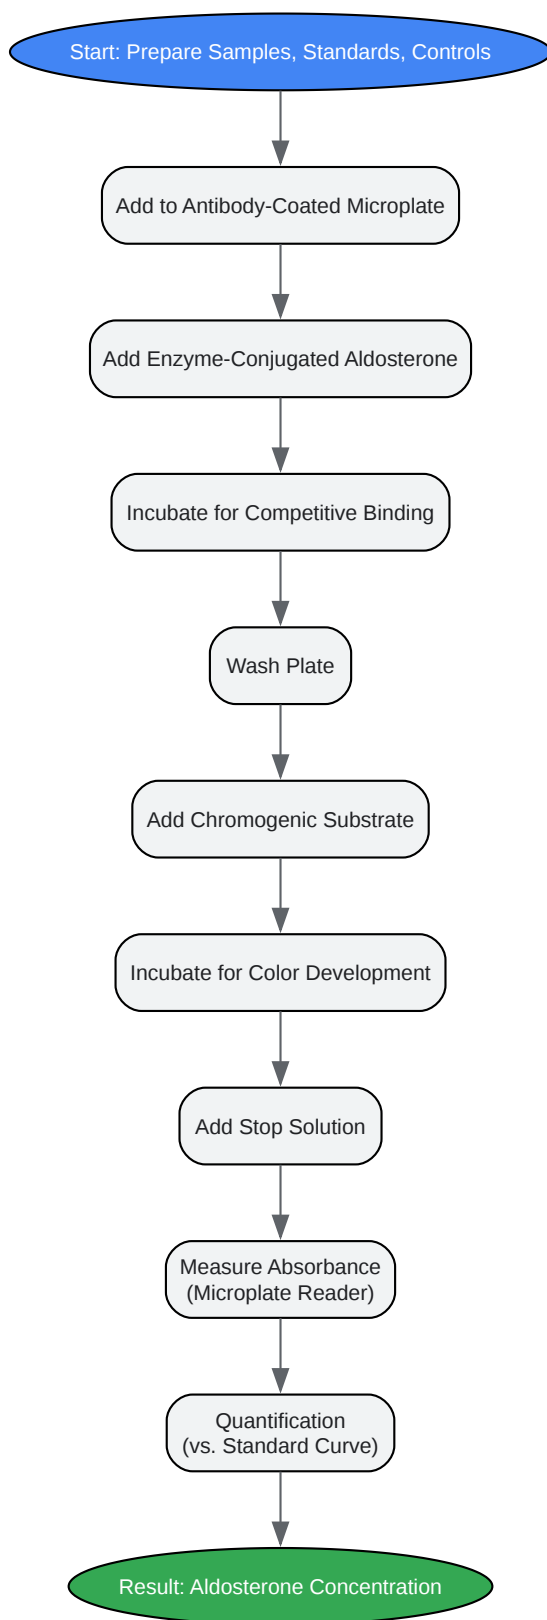 Start: Prepare Samples, Standards, Controls
Add to Antibody-Coated Microplate
Add Enzyme-Conjugated Aldosterone
Incubate for Competitive Binding
Wash Plate
Add Chromogenic Substrate
Incubate for Color Development
Add Stop Solution
Measure Absorbance
(Microplate Reader)
Quantification
(vs. Standard Curve)
Result: Aldosterone Concentration